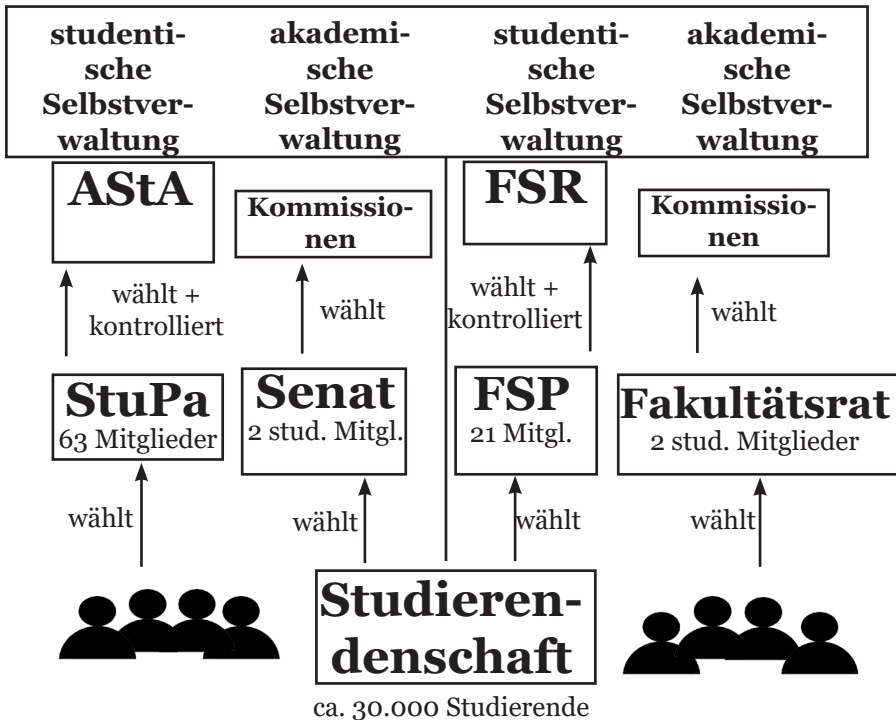 studenti-
sche
Selbstver-
waltung
akademi-
sche
Selbstver-
waltung
studenti-
sche
Selbstver-
waltung
akademi-
sche
Selbstver-
waltung
AStA
Kommissio-
nen
FSR
Kommissio-
nen
wählt +
kontrolliert
wählt
wählt +
kontrolliert
wählt
StuPa
63 Mitglieder
Senat
2 stud. Mitgl.
FSP
21 Mitgl.
Fakultätsrat
2 stud. Mitglieder
wählt
wählt
wählt
wählt
Studieren-
denschaft
ca. 30.000 Studierende